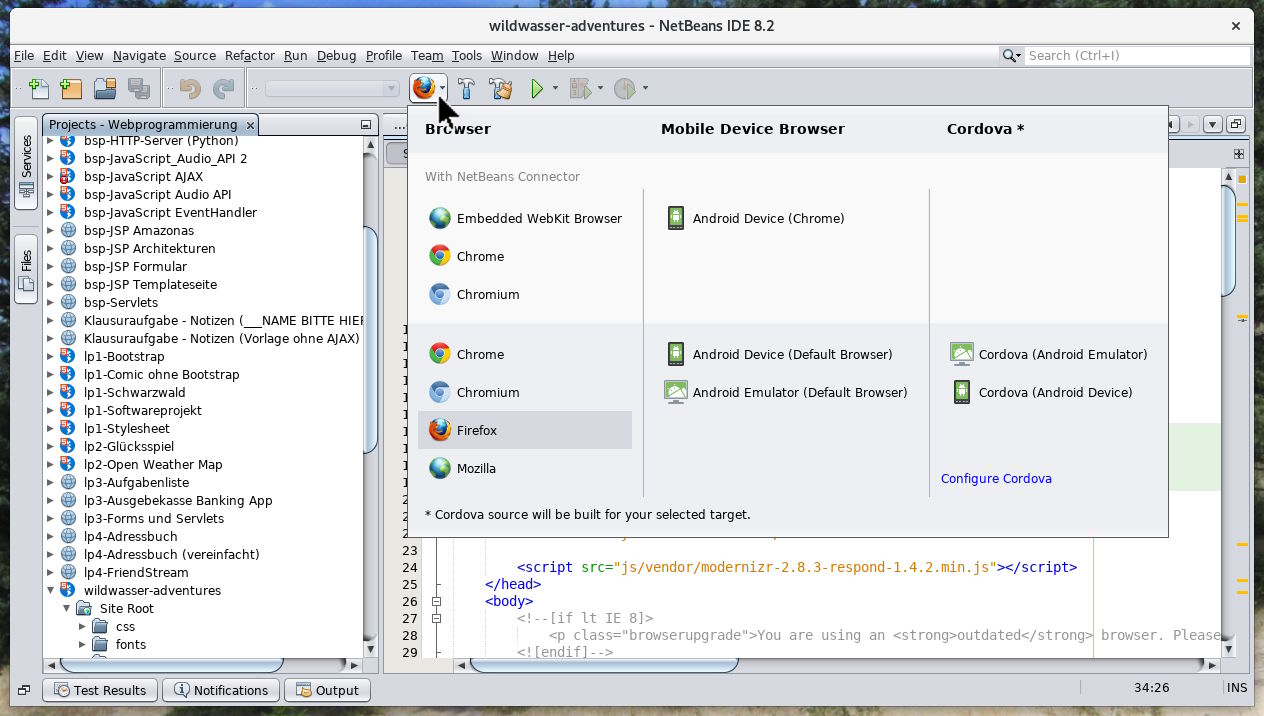 wildwasser-adventures - NetBeans IDE 8.2
File Edit View Navigate Source Refactor Run Debug Profile Team Tools Window Help
Search (Ctrl+I)
Services
Files
Projects - Webprogrammierung
bsp-HTTP-Server (Python)
bsp-JavaScript_Audio_API 2
bsp-JavaScript AJAX
bsp-JavaScript Audio API
bsp-JavaScript EventHandler
bsp-JSP Amazonas
bsp-JSP Architekturen
bsp-JSP Formular
bsp-JSP Templateseite
bsp-Servlets
Klausuraufgabe - Notizen (___NAME BITTE HIER
Klausuraufgabe - Notizen (Vorlage ohne AJAX)
lp1-Bootstrap
lp1-Comic ohne Bootstrap
lp1-Schwarzwald
lp1-Softwareprojekt
lp1-Stylesheet
lp2-Glücksspiel
lp2-Open Weather Map
lp3-Aufgabenliste
lp3-Ausgebekasse Banking App
lp3-Forms und Servlets
lp4-Adressbuch
lp4-Adressbuch (vereinfacht)
lp4-FriendStream
wildwasser-adventures
Site Root
css
fonts
...
Browser
With NetBeans Connector
Embedded WebKit Browser
Chrome
Chromium
Chrome
Chromium
Firefox
Mozilla
Mobile Device Browser
Android Device (Chrome)
Android Device (Default Browser)
Android Emulator (Default Browser)
Cordova *
Cordova (Android Emulator)
Cordova (Android Device)
Configure Cordova
* Cordova source will be built for your selected target.
23
24 <script src="js/vendor/modernizr-2.8.3-respond-1.4.2.min.js"></script>
25 </head>
26 <body>
27 <!--[if lt IE 8]>
28 <p class="browserupgrade">You are using an <strong>outdated</strong> browser. Please
29 <![endif]-->
Test Results
Notifications
Output
34:26
INS